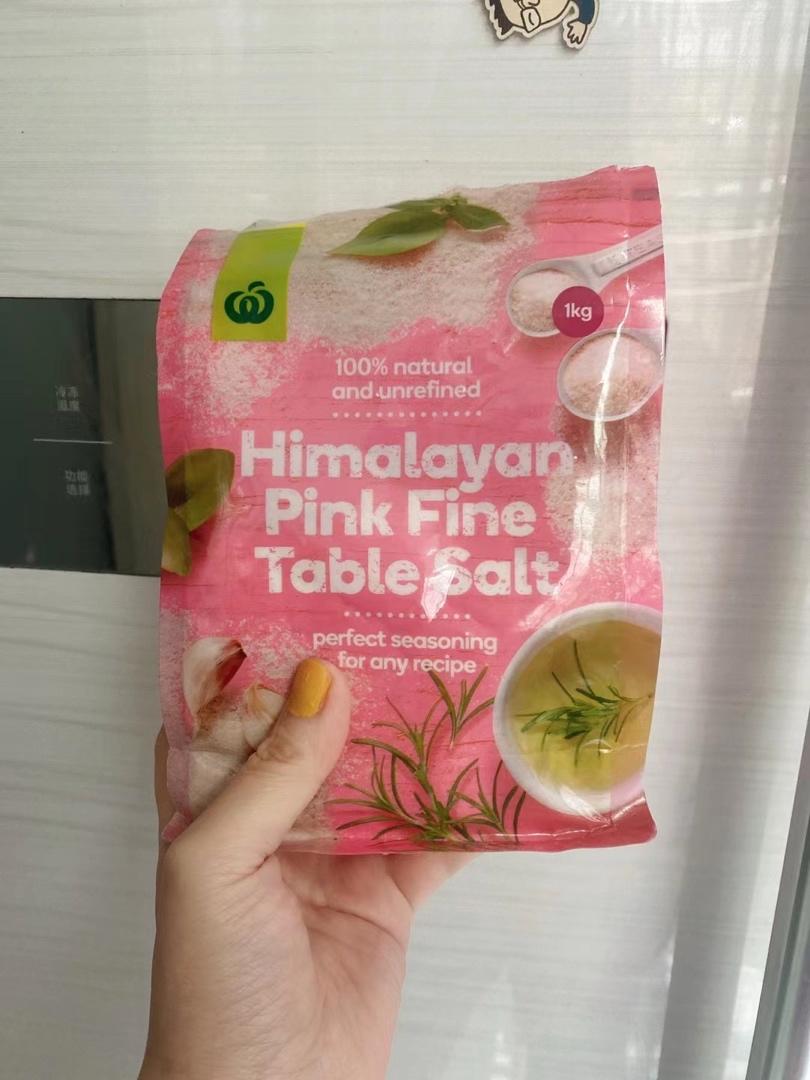 1kg
100% natural
and unrefined
Himalayan
Pink Fine
Table Salt
perfect seasoning
for any recipe
冷冻
温度
功能
选择